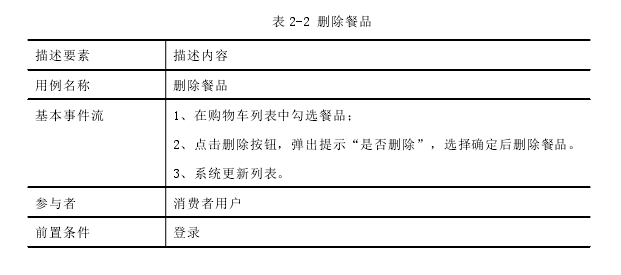 表 2-2 删除餐品
描述要素 描述内容
用例名称 删除餐品
基本事件流 1、在购物车列表中勾选餐品；
2、点击删除按钮，弹出提示“是否删除”，选择确定后删除餐品。
3、系统更新列表。
参与者 消费者用户
前置条件 登录